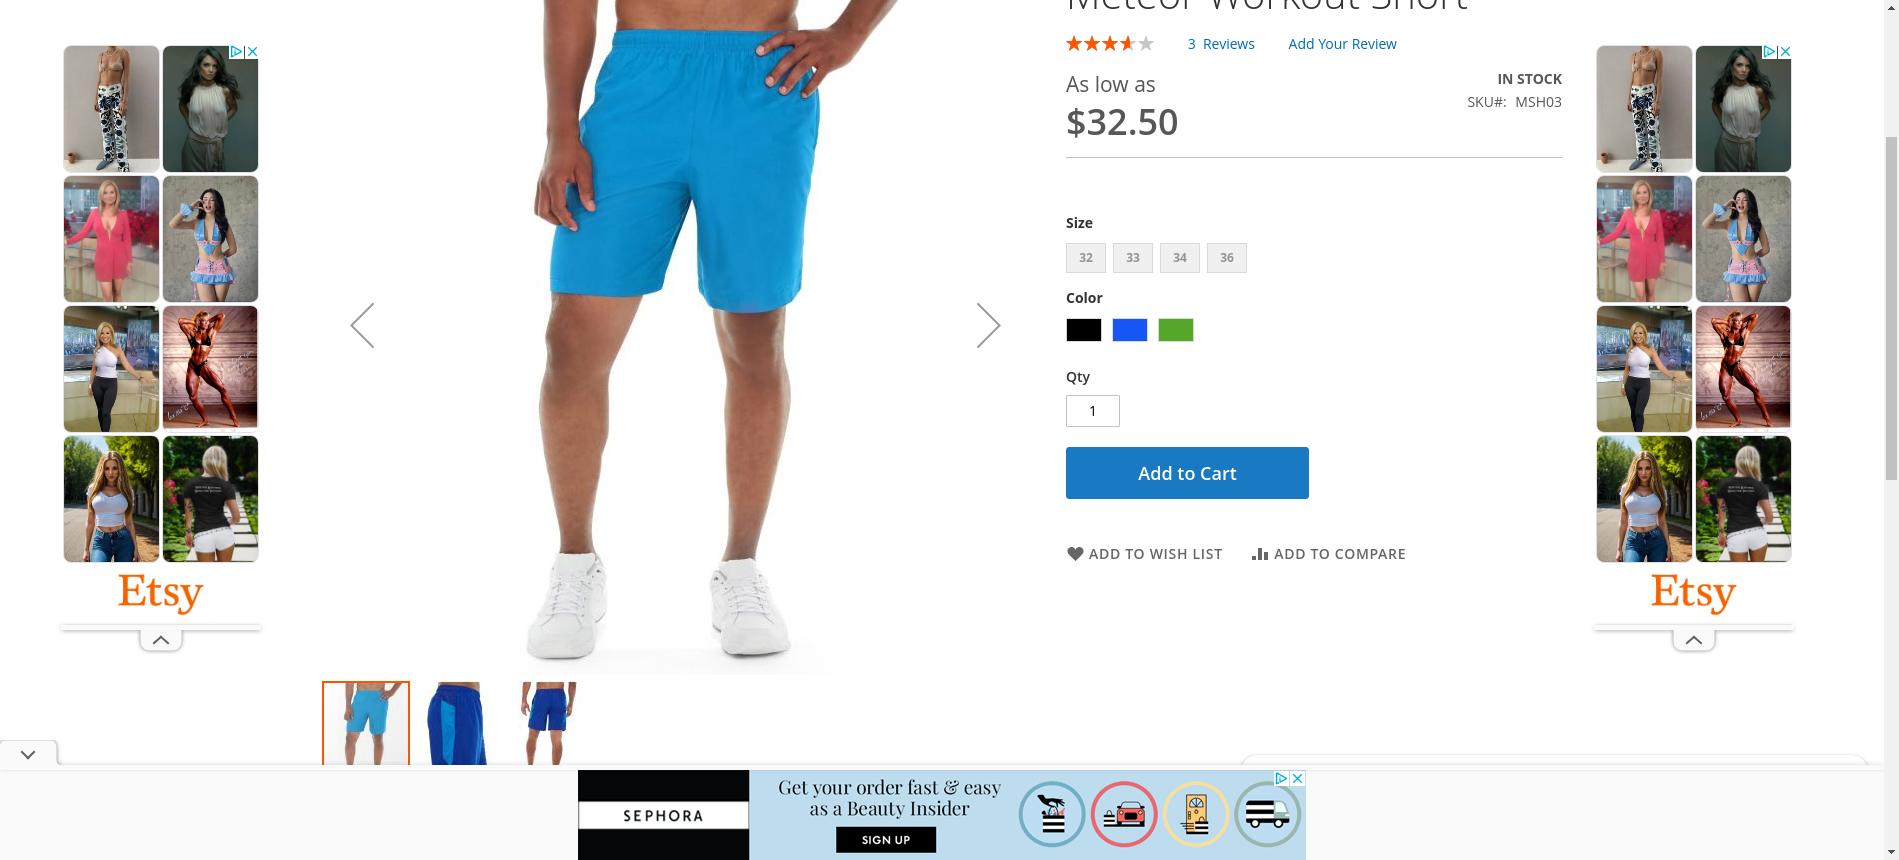 Meteor Workout Short
3 Reviews Add Your Review
As low as
$32.50
IN STOCK
SKU#: MSH03
Size
32 33 34 36
Color
Qty
1
Add to Cart
ADD TO WISH LIST ADD TO COMPARE
Etsy
Etsy
SEPHORA
Get your order fast & easy
as a Beauty Insider
SIGN UP